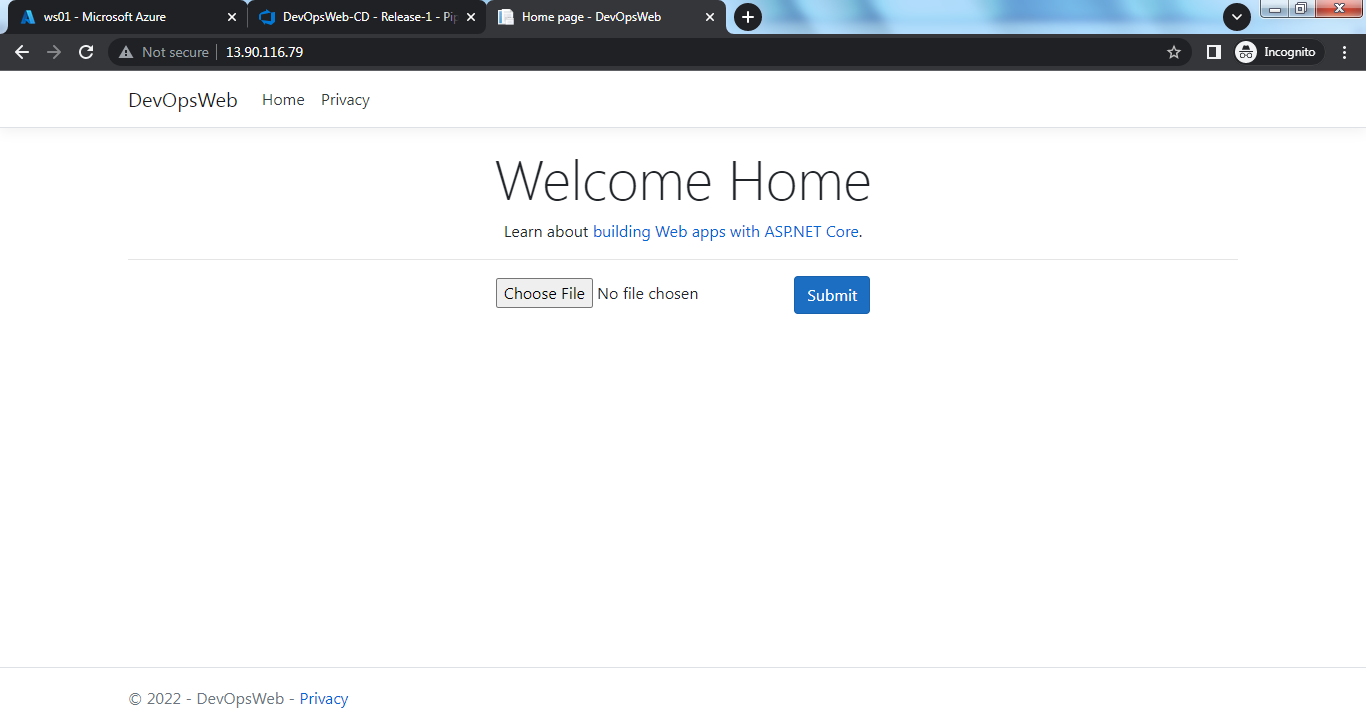 ws01 - Microsoft Azure
DevOpsWeb-CD - Release-1 - Pip
Home page - DevOpsWeb
Not secure
13.90.116.79
Incognito
DevOpsWeb Home Privacy
Welcome Home
Learn about building Web apps with ASP.NET Core.
Choose File No file chosen Submit
© 2022 - DevOpsWeb - Privacy